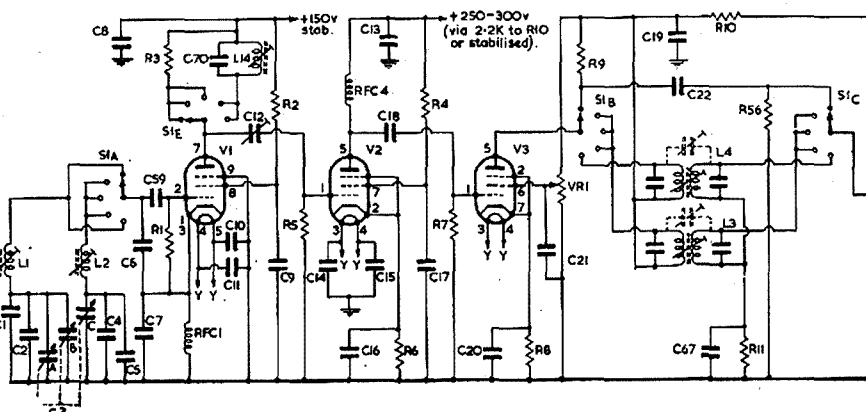 C8
+150V
stab.
C13
+250-300V
(via 2·2K to R10
or stabilised).
C19
R10
R3
C70
L14
R2
RFC4
R4
R9
C22
S1B
R56
S1C
S1E
C12
C18
7
V1
5
V2
5
V3
S1A
C59
9
8
2
1
3
4
5
1
7
2
3
4
1
2
6
7
3
4
VR1
L4
L3
R5
R7
C10
C11
Y
Y
C6
R1
L1
L2
C9
C14
Y
Y
C15
C17
Y
Y
C21
C1
C2
A
B
C
C4
C5
C7
RFC1
C16
R6
C20
R8
C67
R11